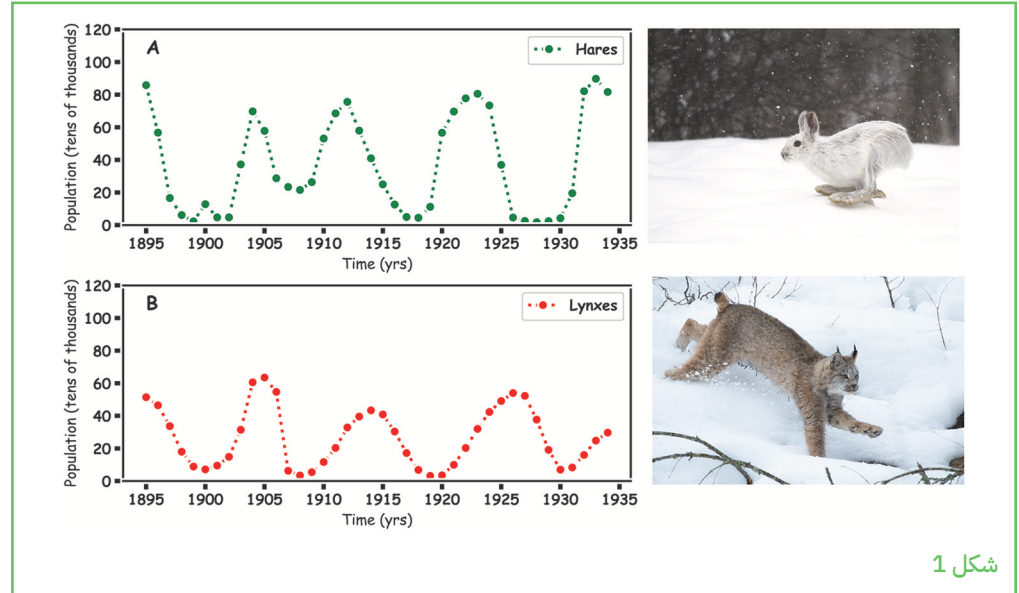 A
Hares
Population (tens of thousands)
120
100
80
60
40
20
0
1895 1900 1905 1910 1915 1920 1925 1930 1935
Time (yrs)
B
Lynxes
Population (tens of thousands)
120
100
80
60
40
20
0
1895 1900 1905 1910 1915 1920 1925 1930 1935
Time (yrs)
شكل 1